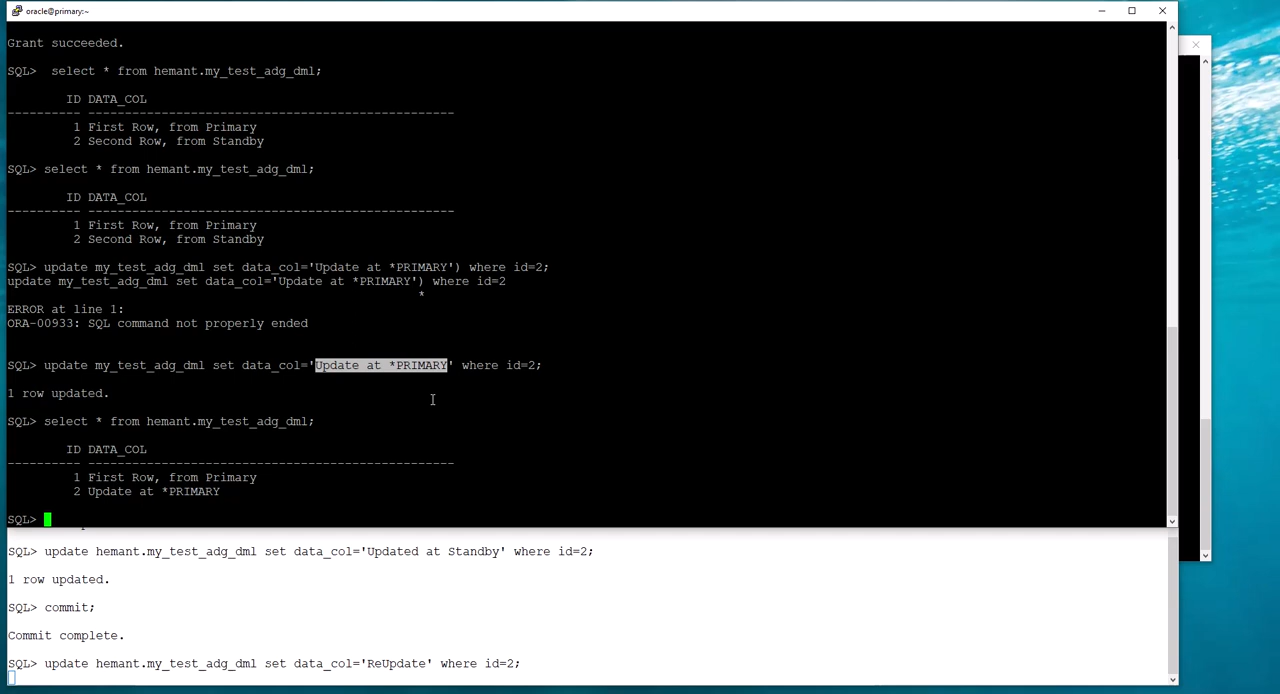 oracle@primary:~
Grant succeeded.
SQL>  select * from hemant.my_test_adg_dml;
ID DATA_COL
---------- --------------------------------------------------
1 First Row, from Primary
2 Second Row, from Standby
SQL> select * from hemant.my_test_adg_dml;
ID DATA_COL
---------- --------------------------------------------------
1 First Row, from Primary
2 Second Row, from Standby
SQL> update my_test_adg_dml set data_col='Update at *PRIMARY') where id=2;
update my_test_adg_dml set data_col='Update at *PRIMARY') where id=2
*
ERROR at line 1:
ORA-00933: SQL command not properly ended
SQL> update my_test_adg_dml set data_col='Update at *PRIMARY' where id=2;
1 row updated.
SQL> select * from hemant.my_test_adg_dml;
ID DATA_COL
---------- --------------------------------------------------
1 First Row, from Primary
2 Update at *PRIMARY
SQL>
SQL> update hemant.my_test_adg_dml set data_col='Updated at Standby' where id=2;
1 row updated.
SQL> commit;
Commit complete.
SQL> update hemant.my_test_adg_dml set data_col='ReUpdate' where id=2;